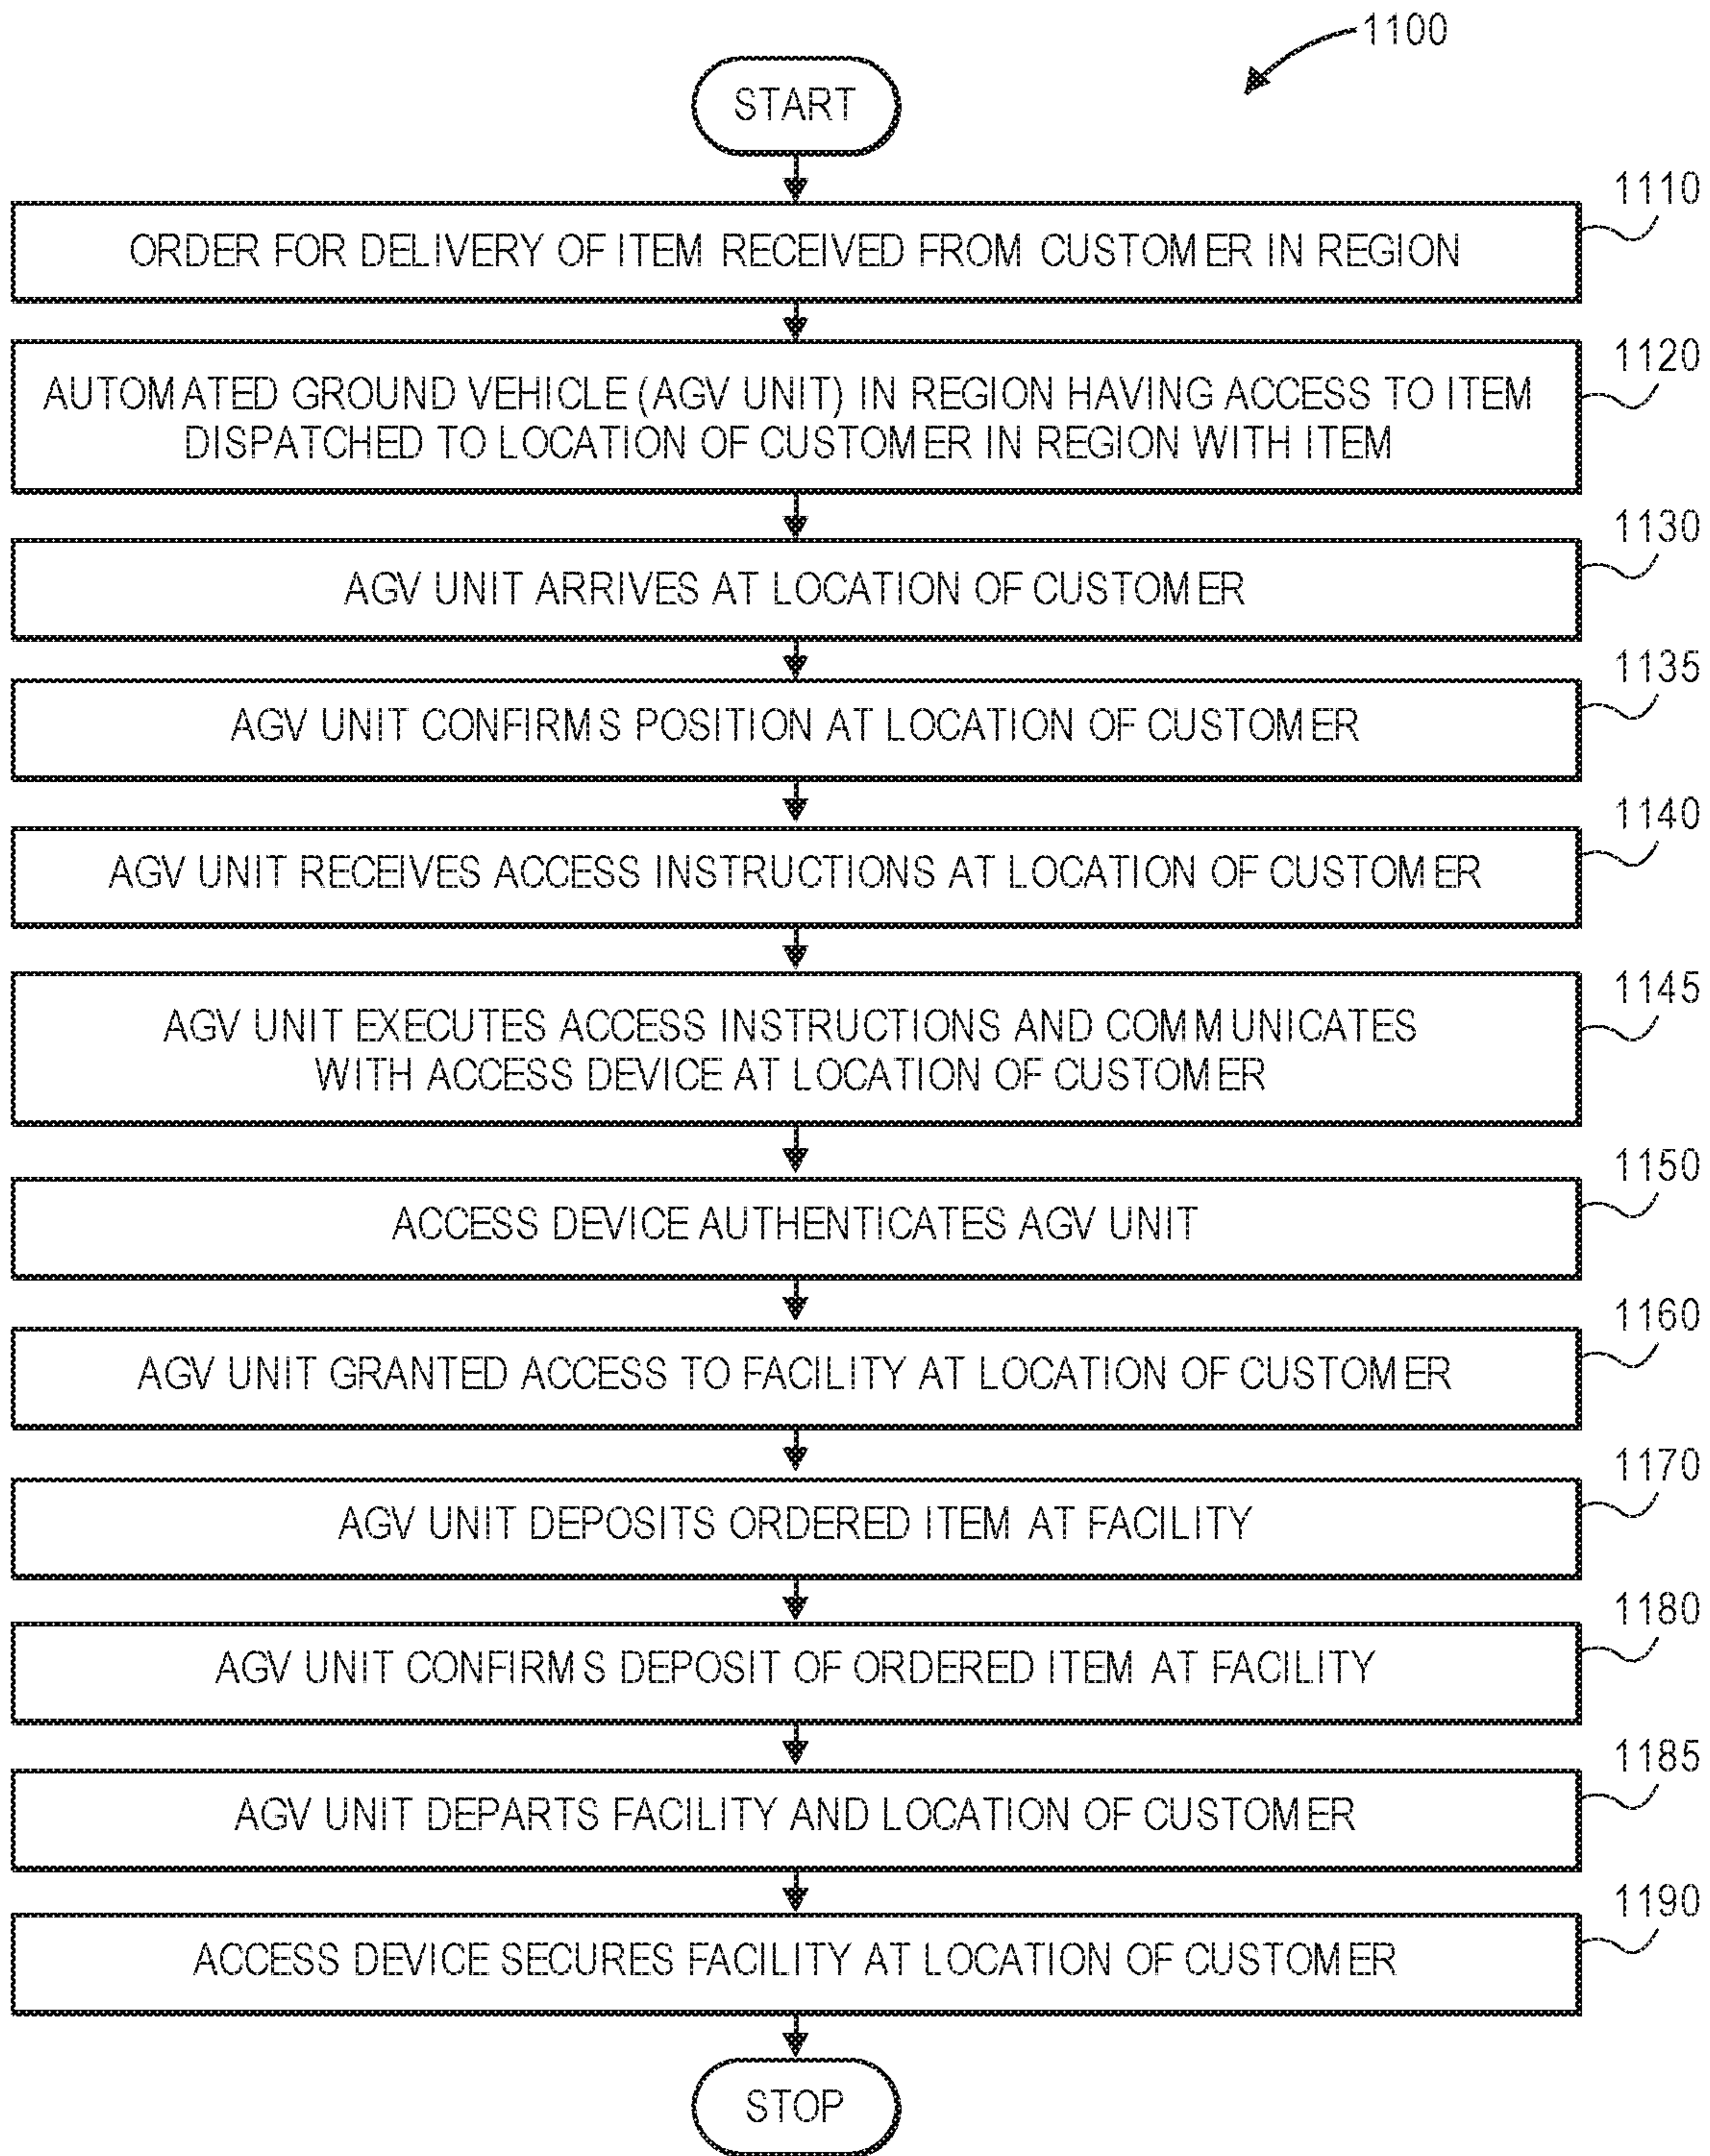 1100
START
1110
ORDER FOR DELIVERY OF ITEM RECEIVED FROM CUSTOMER IN REGION
1120
AUTOMATED GROUND VEHICLE (AGV UNIT) IN REGION HAVING ACCESS TO ITEM
DISPATCHED TO LOCATION OF CUSTOMER IN REGION WITH ITEM
1130
AGV UNIT ARRIVES AT LOCATION OF CUSTOMER
1135
AGV UNIT CONFIRMS POSITION AT LOCATION OF CUSTOMER
1140
AGV UNIT RECEIVES ACCESS INSTRUCTIONS AT LOCATION OF CUSTOMER
1145
AGV UNIT EXECUTES ACCESS INSTRUCTIONS AND COMMUNICATES
WITH ACCESS DEVICE AT LOCATION OF CUSTOMER
1150
ACCESS DEVICE AUTHENTICATES AGV UNIT
1160
AGV UNIT GRANTED ACCESS TO FACILITY AT LOCATION OF CUSTOMER
1170
AGV UNIT DEPOSITS ORDERED ITEM AT FACILITY
1180
AGV UNIT CONFIRMS DEPOSIT OF ORDERED ITEM AT FACILITY
1185
AGV UNIT DEPARTS FACILITY AND LOCATION OF CUSTOMER
1190
ACCESS DEVICE SECURES FACILITY AT LOCATION OF CUSTOMER
STOP